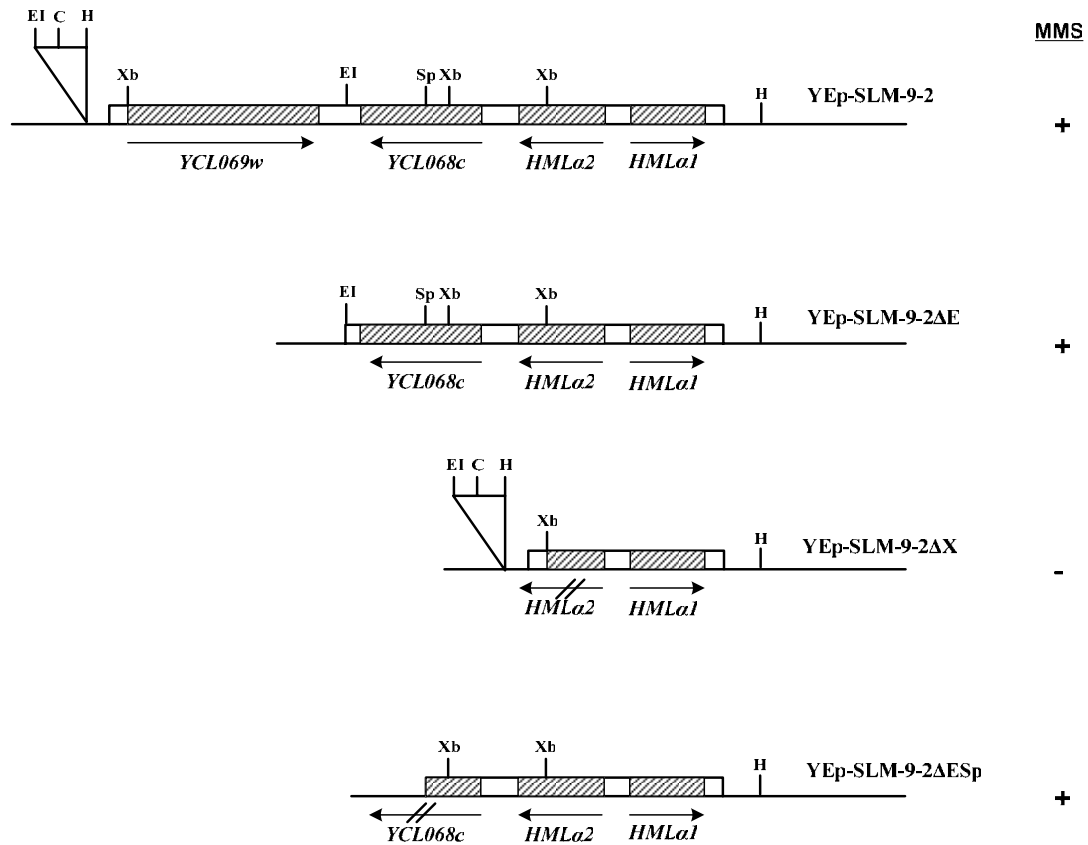 EI C H
MMS
Xb EI Sp Xb Xb H YEp-SLM-9-2
+
YCL069w YCL068c HMLα2 HMLα1
EI Sp Xb Xb H YEp-SLM-9-2ΔE
+
YCL068c HMLα2 HMLα1
EI C H
Xb H YEp-SLM-9-2ΔX
-
HMLα2 HMLα1
Xb Xb H YEp-SLM-9-2ΔESp
+
YCL068c HMLα2 HMLα1